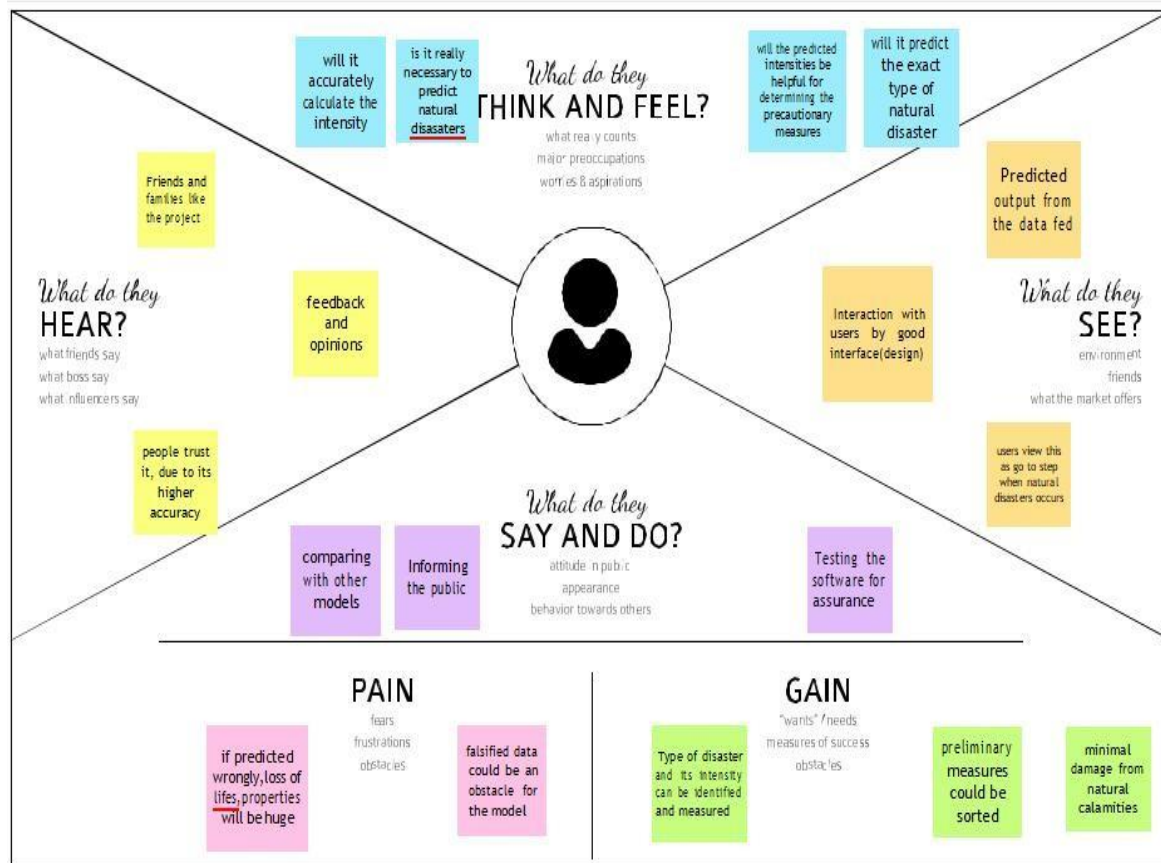 will it
accurately
calculate the
intensity
is it really
necessary to
predict
natural
disasaters
What do they
THINK AND FEEL?
what really counts
major preoccupations
worries & aspirations
will the predicted
intensities be
helpful for
determining the
precautionary
measures
will it predict
the exact
type of
natural
disaster
Friends and
families like
the project
What do they
HEAR?
what friends say
what boss say
what influencers say
feedback
and
opinions
people trust
it, due to its
higher
accuracy
Predicted
output from
the data fed
Interaction with
users by good
interface(design)
What do they
SEE?
environment
friends
what the market offers
users view this
as go to step
when natural
disasters occurs
What do they
SAY AND DO?
attitude in public
appearance
behavior towards others
comparing
with other
models
Informing
the public
Testing the
software for
assurance
PAIN
fears
frustrations
obstacles
if predicted
wrongly,loss of
lifes,properties
will be huge
falsified data
could be an
obstacle for
the model
GAIN
"wants" / needs
measures of success
obstacles
Type of disaster
and its intensity
can be identified
and measured
preliminary
measures
could be
sorted
minimal
damage from
natural
calamities